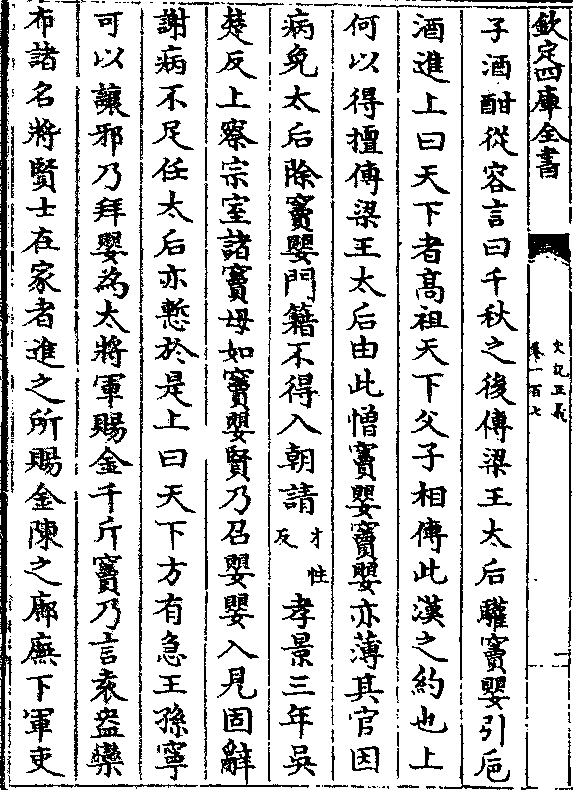 欽定四庫全書
史記正義
卷一百七
一
子酒酣從容言曰千秋之後傳梁王太后驩竇嬰引巵
酒進上曰天下者髙祖天下父子相傳此漢之約也上
何以得擅傳梁王太后由此憎竇嬰竇嬰亦薄其官因
病免太后除竇嬰門籍不得入朝請才性反孝景三年吳
楚反上察宗室諸竇毋如竇嬰賢乃召嬰嬰入見固辭
謝病不足任太后亦慙於是上曰天下方有急王孫寧
可以讓邪乃拜嬰為大將軍賜金千斤竇乃言袁盎欒
布諸名將賢士在家者進之所賜金陳之廊廡下軍吏